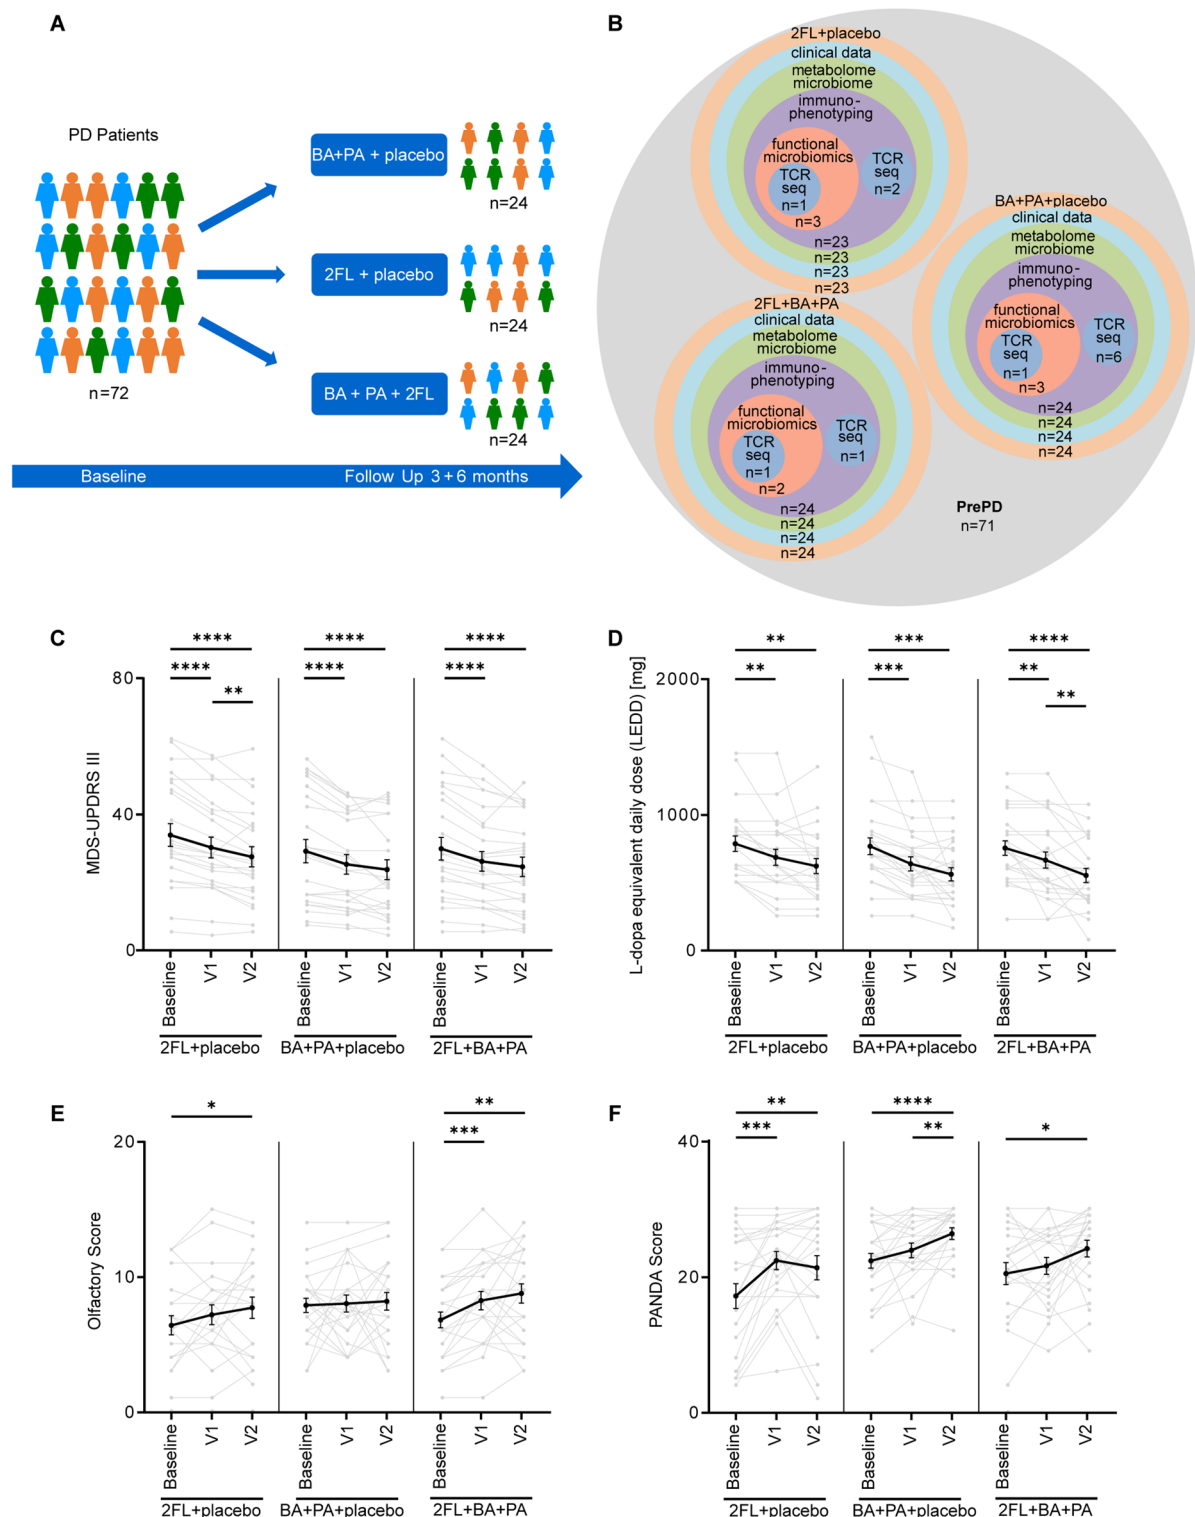 A
PD Patients
n=72
BA+PA + placebo
n=24
2FL + placebo
n=24
BA + PA + 2FL
n=24
Baseline
Follow Up 3 + 6 months
B
2FL+placebo
clinical data
metabolome
microbiome
immuno-
phenotyping
functional
microbiomics
TCR
seq
n=1
n=3
TCR
seq
n=2
n=23
n=23
n=23
n=23
BA+PA+placebo
clinical data
metabolome
microbiome
immuno-
phenotyping
functional
microbiomics
TCR
seq
n=1
n=3
TCR
seq
n=6
n=24
n=24
n=24
n=24
2FL+BA+PA
clinical data
metabolome
microbiome
immuno-
phenotyping
functional
microbiomics
TCR
seq
n=1
n=2
TCR
seq
n=1
n=24
n=24
n=24
n=24
PrePD
n=71
C
**** **** ****
**** **** ****
**
MDS-UPDRS III
80
40
0
Baseline V1 V2 Baseline V1 V2 Baseline V1 V2
2FL+placebo BA+PA+placebo 2FL+BA+PA
D
** *** ****
** *** **
**
L-dopa equivalent daily dose (LEDD) [mg]
2000
1000
0
Baseline V1 V2 Baseline V1 V2 Baseline V1 V2
2FL+placebo BA+PA+placebo 2FL+BA+PA
E
* **
***
Olfactory Score
20
10
0
Baseline V1 V2 Baseline V1 V2 Baseline V1 V2
2FL+placebo BA+PA+placebo 2FL+BA+PA
F
** ****
*** ** *
PANDA Score
40
20
0
Baseline V1 V2 Baseline V1 V2 Baseline V1 V2
2FL+placebo BA+PA+placebo 2FL+BA+PA